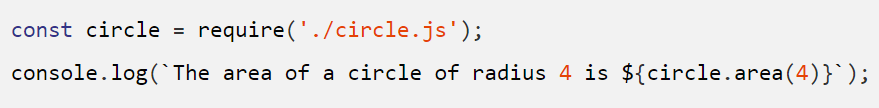 const circle = require('./circle.js');
console.log(`The area of a circle of radius 4 is ${circle.area(4)}`);